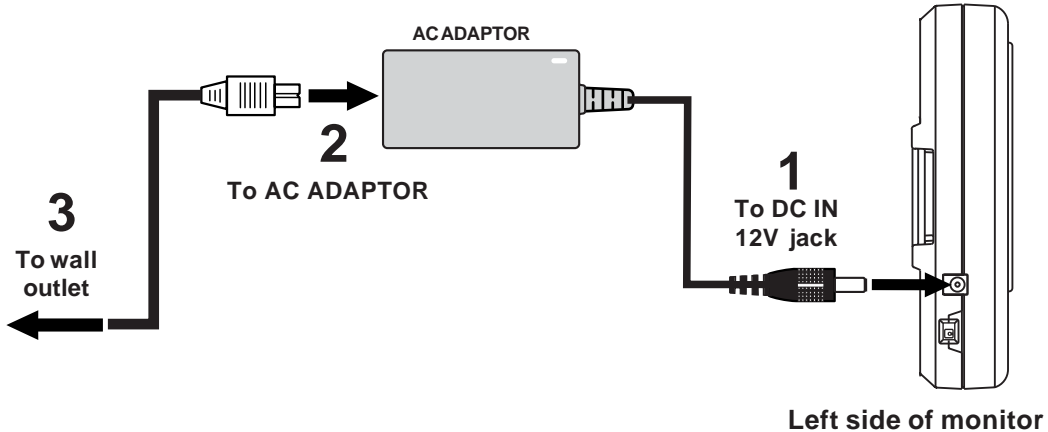 AC ADAPTOR
2
To AC ADAPTOR
1
To DC IN
12V jack
3
To wall
outlet
Left side of monitor